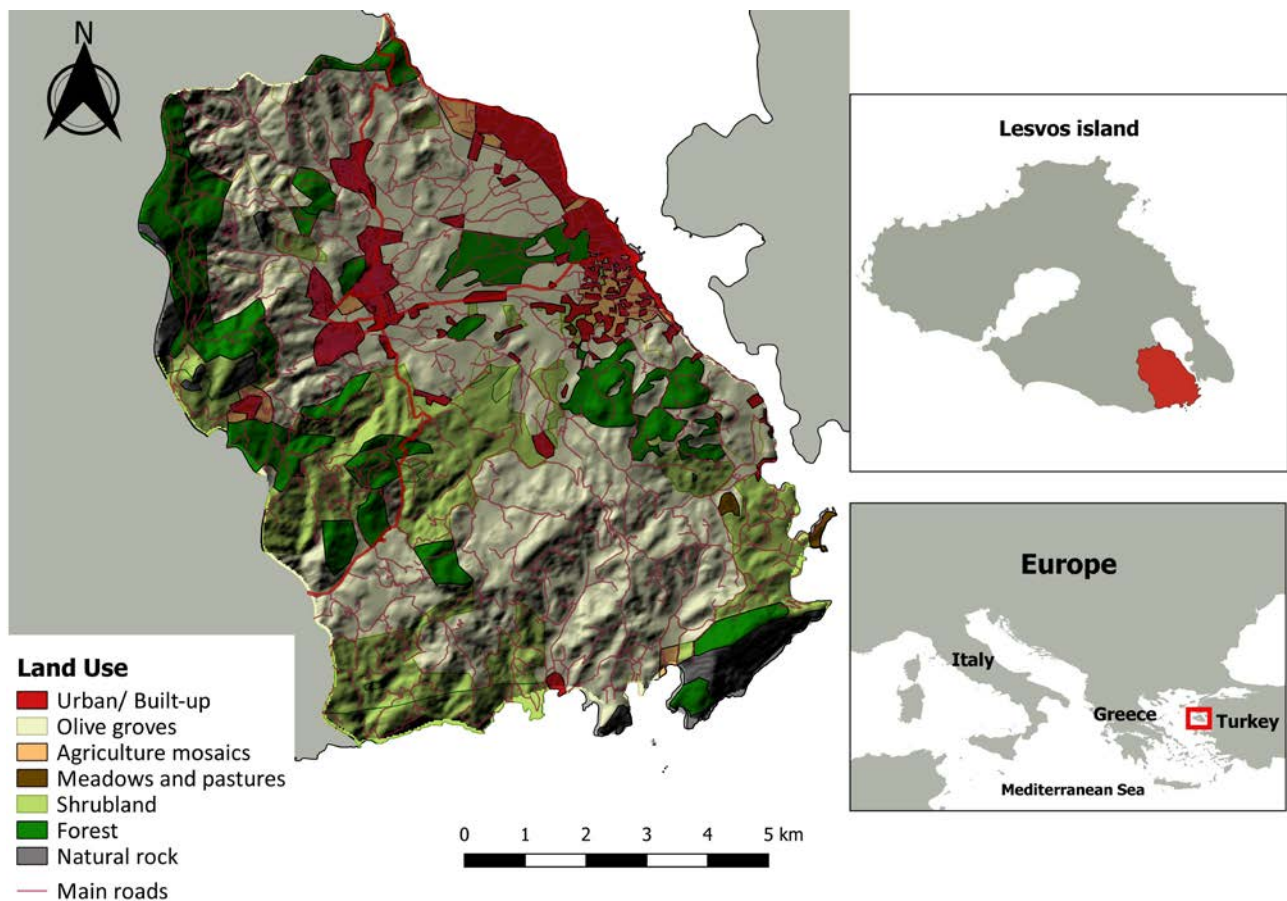 N
Land Use
Urban/ Built-up
Olive groves
Agriculture mosaics
Meadows and pastures
Shrubland
Forest
Natural rock
Main roads
0 1 2 3 4 5 km
Lesvos island
Europe
Italy
Greece
Turkey
Mediterranean Sea